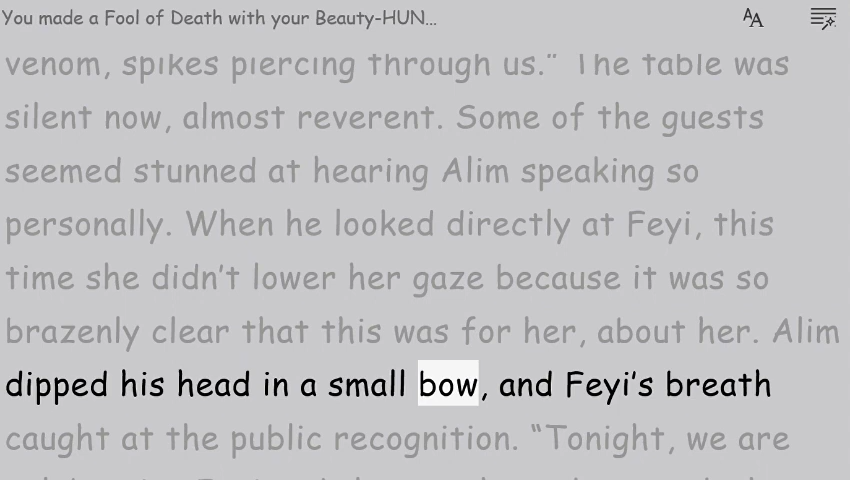 You made a Fool of Death with your Beauty-HUN...
AA
venom, spikes piercing through us.” The table was
silent now, almost reverent. Some of the guests
seemed stunned at hearing Alim speaking so
personally. When he looked directly at Feyi, this
time she didn’t lower her gaze because it was so
brazenly clear that this was for her, about her. Alim
dipped his head in a small bow, and Feyi’s breath
caught at the public recognition. “Tonight, we are